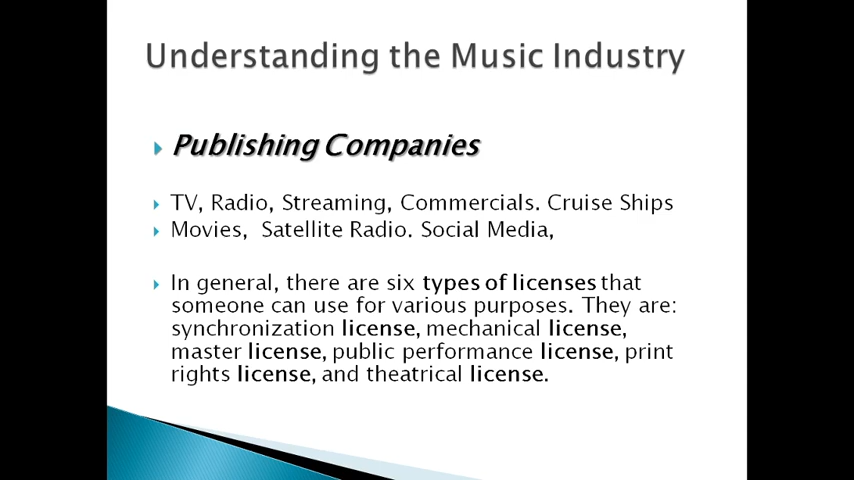 Understanding the Music Industry
Publishing Companies
TV, Radio, Streaming, Commercials. Cruise Ships
Movies,  Satellite Radio. Social Media,
In general, there are six types of licenses that
someone can use for various purposes. They are:
synchronization license, mechanical license,
master license, public performance license, print
rights license, and theatrical license.